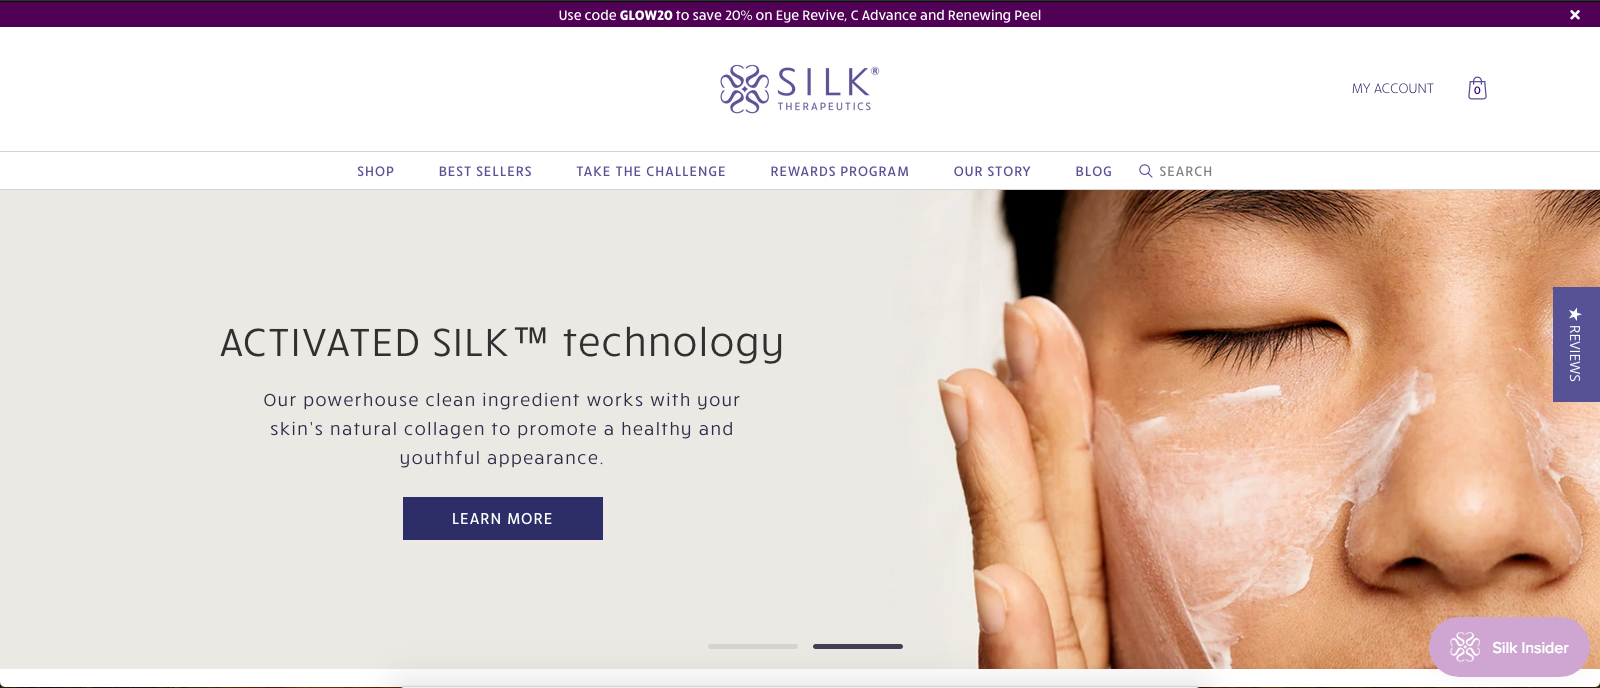 Use code GLOW20 to save 20% on Eye Revive, C Advance and Renewing Peel
SILK®
THERAPEUTICS
MY ACCOUNT
0
SHOP
BEST SELLERS
TAKE THE CHALLENGE
REWARDS PROGRAM
OUR STORY
BLOG
SEARCH
ACTIVATED SILK™ technology
Our powerhouse clean ingredient works with your
skin's natural collagen to promote a healthy and
youthful appearance.
LEARN MORE
★ REVIEWS
Silk Insider